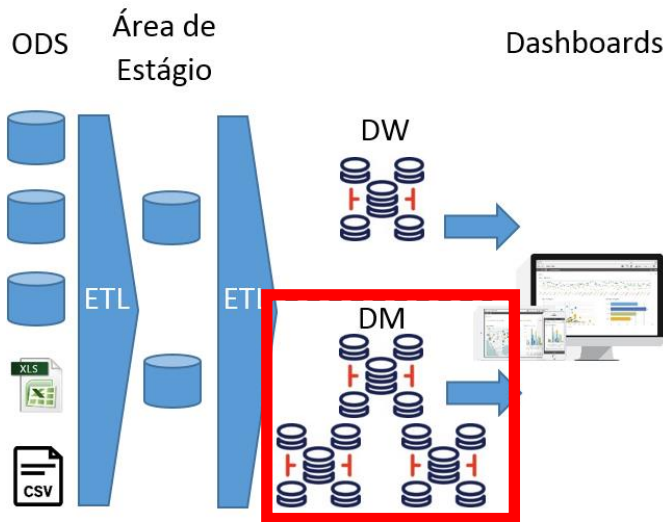 ODS
Área de
Estágio
Dashboards
DW
ETL
ETL
DM
XLS
CSV